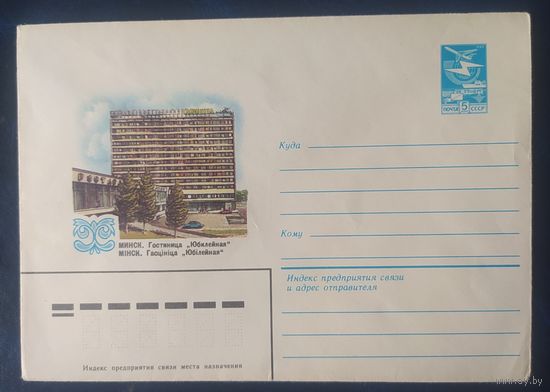 ПОЧТА 5 СССР
Куда
МИНСК. Гостиница „Юбилейная“
МІНСК. Гасцініца „Юбілейная“
Кому
Индекс предприятия связи
и адрес отправителя
Индекс предприятия связи места назначения